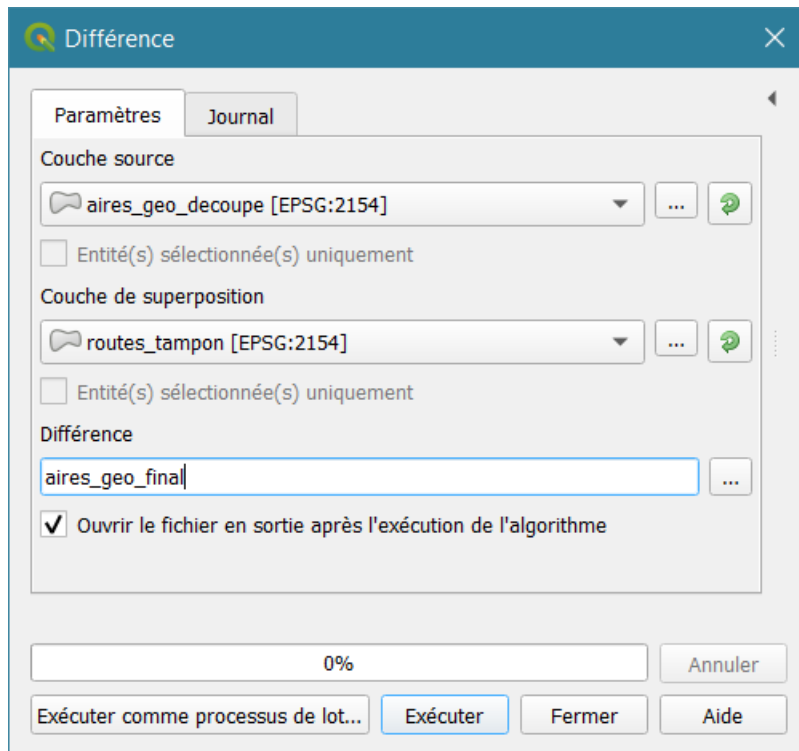 Différence
Paramètres
Journal
Couche source
aires_geo_decoupe [EPSG:2154]
...
Entité(s) sélectionnée(s) uniquement
Couche de superposition
routes_tampon [EPSG:2154]
...
Entité(s) sélectionnée(s) uniquement
Différence
aires_geo_final
...
Ouvrir le fichier en sortie après l'exécution de l'algorithme
0%
Annuler
Exécuter comme processus de lot...
Exécuter
Fermer
Aide